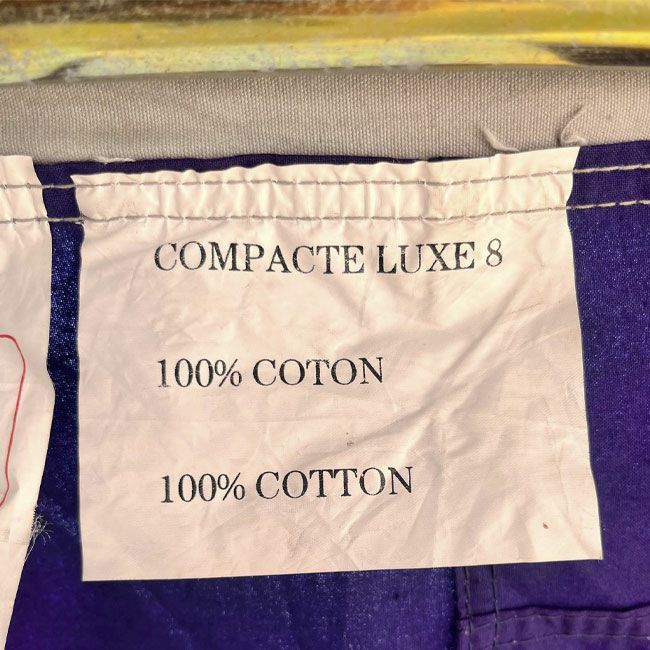 COMPACTE LUXE 8
100% COTON
100% COTTON